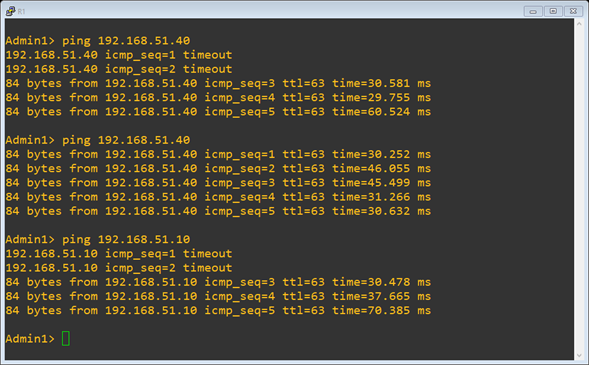 R1
Admin1> ping 192.168.51.40
192.168.51.40 icmp_seq=1 timeout
192.168.51.40 icmp_seq=2 timeout
84 bytes from 192.168.51.40 icmp_seq=3 ttl=63 time=30.581 ms
84 bytes from 192.168.51.40 icmp_seq=4 ttl=63 time=29.755 ms
84 bytes from 192.168.51.40 icmp_seq=5 ttl=63 time=60.524 ms
Admin1> ping 192.168.51.40
84 bytes from 192.168.51.40 icmp_seq=1 ttl=63 time=30.252 ms
84 bytes from 192.168.51.40 icmp_seq=2 ttl=63 time=46.055 ms
84 bytes from 192.168.51.40 icmp_seq=3 ttl=63 time=45.499 ms
84 bytes from 192.168.51.40 icmp_seq=4 ttl=63 time=31.266 ms
84 bytes from 192.168.51.40 icmp_seq=5 ttl=63 time=30.632 ms
Admin1> ping 192.168.51.10
192.168.51.10 icmp_seq=1 timeout
192.168.51.10 icmp_seq=2 timeout
84 bytes from 192.168.51.10 icmp_seq=3 ttl=63 time=30.478 ms
84 bytes from 192.168.51.10 icmp_seq=4 ttl=63 time=37.665 ms
84 bytes from 192.168.51.10 icmp_seq=5 ttl=63 time=70.385 ms
Admin1>